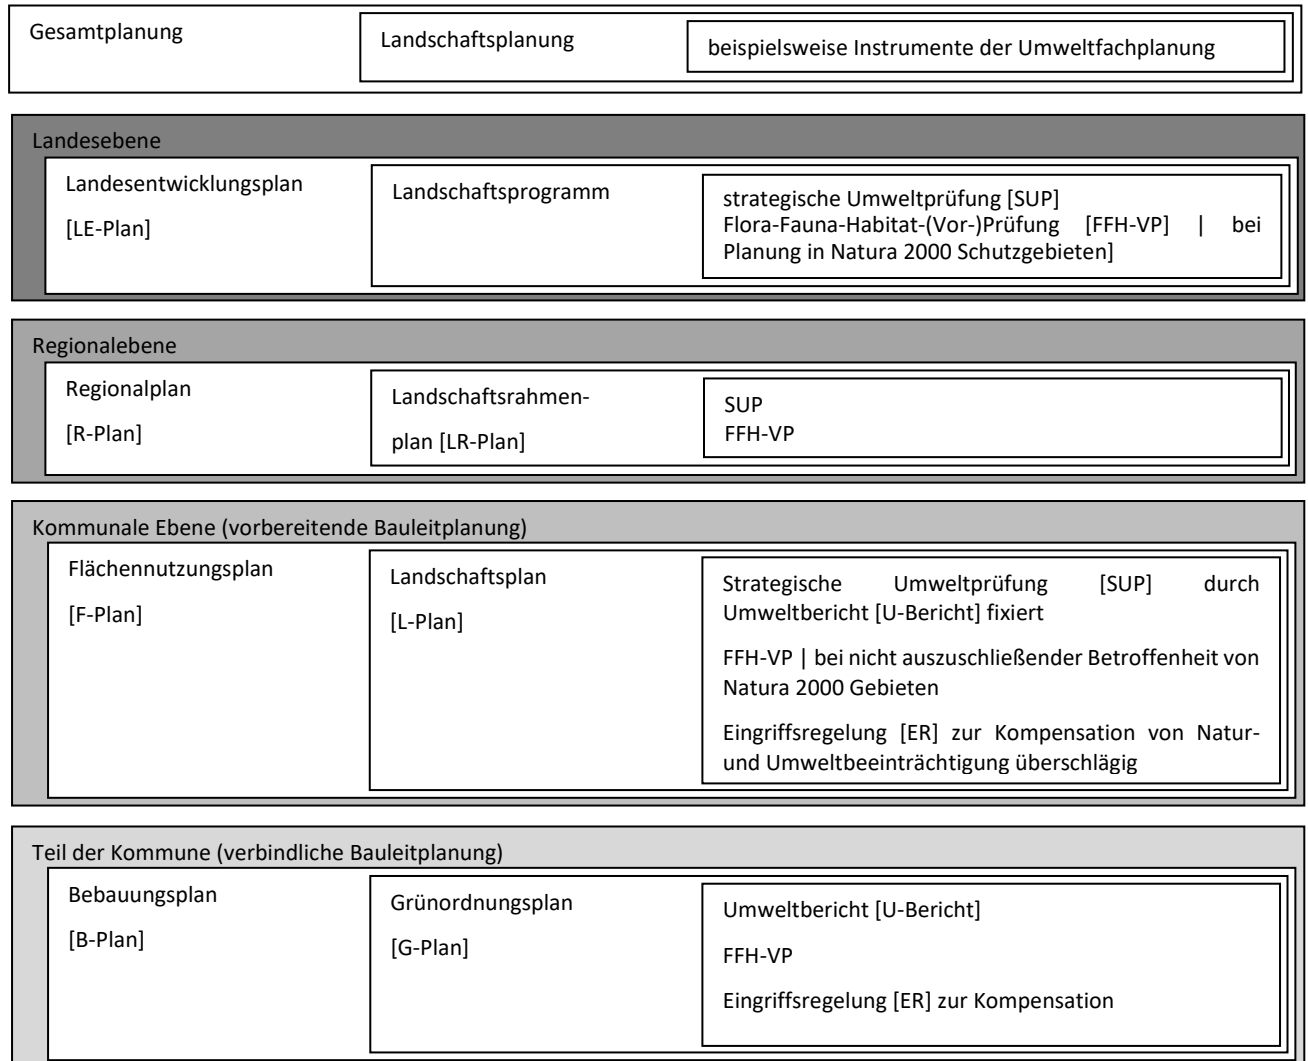 Gesamtplanung
Landschaftsplanung
beispielsweise Instrumente der Umweltfachplanung
Landesebene
Landesentwicklungsplan
[LE-Plan]
Landschaftsprogramm
strategische Umweltprüfung [SUP]
Flora-Fauna-Habitat-(Vor-)Prüfung [FFH-VP] | bei
Planung in Natura 2000 Schutzgebieten]
Regionalebene
Regionalplan
[R-Plan]
Landschaftsrahmen-
plan [LR-Plan]
SUP
FFH-VP
Kommunale Ebene (vorbereitende Bauleitplanung)
Flächennutzungsplan
[F-Plan]
Landschaftsplan
[L-Plan]
Strategische Umweltprüfung [SUP] durch
Umweltbericht [U-Bericht] fixiert
FFH-VP | bei nicht auszuschließender Betroffenheit von
Natura 2000 Gebieten
Eingriffsregelung [ER] zur Kompensation von Natur-
und Umweltbeeinträchtigung überschlägig
Teil der Kommune (verbindliche Bauleitplanung)
Bebauungsplan
[B-Plan]
Grünordnungsplan
[G-Plan]
Umweltbericht [U-Bericht]
FFH-VP
Eingriffsregelung [ER] zur Kompensation